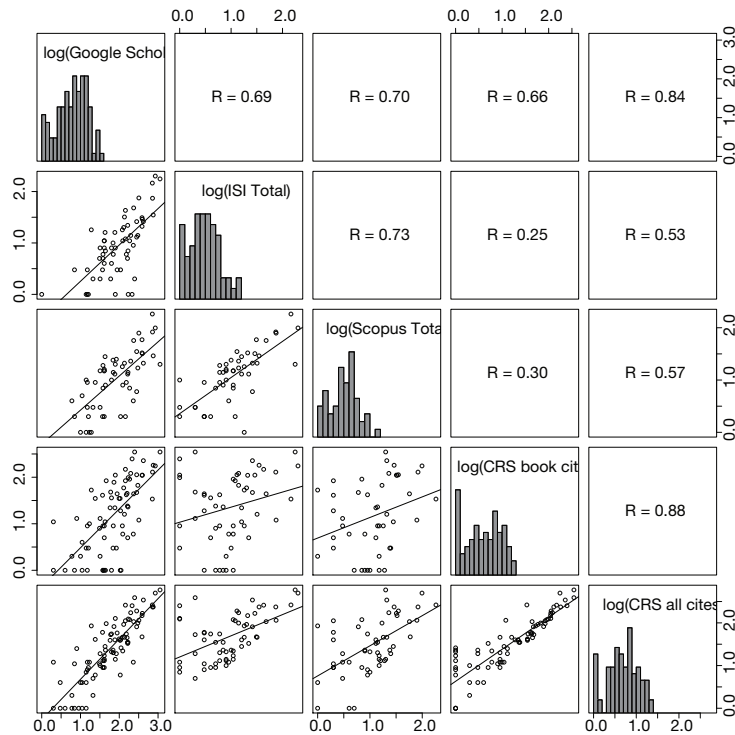 0.0 1.0 2.0 0.0 1.0 2.0
log(Google Schol
R = 0.69
R = 0.70
R = 0.66
R = 0.84
0.0 1.0 2.0 3.0
0.0 1.0 2.0
log(ISI Total)
R = 0.73
R = 0.25
R = 0.53
log(Scopus Tota
R = 0.30
R = 0.57
0.0 1.0 2.0
0.0 1.0 2.0
log(CRS book cit
R = 0.88
log(CRS all cites
0.0 1.0 2.0
0.0 1.0 2.0 3.0 0.0 1.0 2.0 0.0 1.0 2.0